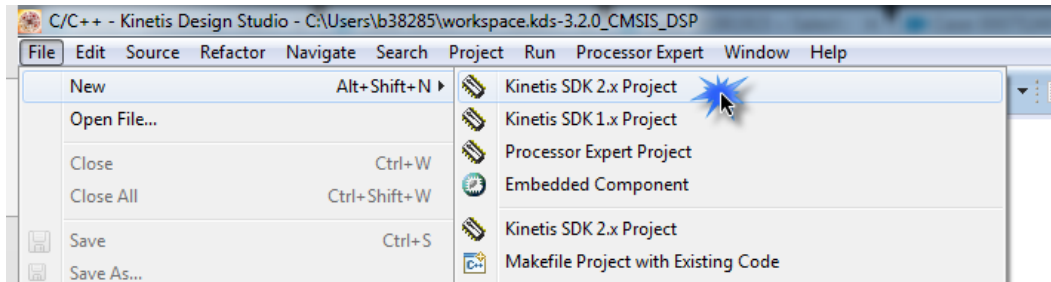 C/C++ - Kinetis Design Studio - C:\Users\b38285\workspace.kds-3.2.0_CMSIS_DSP
File Edit Source Refactor Navigate Search Project Run Processor Expert Window Help
New Alt+Shift+N
Open File...
Close Ctrl+W
Close All Ctrl+Shift+W
Save Ctrl+S
Save As...
Kinetis SDK 2.x Project
Kinetis SDK 1.x Project
Processor Expert Project
Embedded Component
Kinetis SDK 2.x Project
Makefile Project with Existing Code